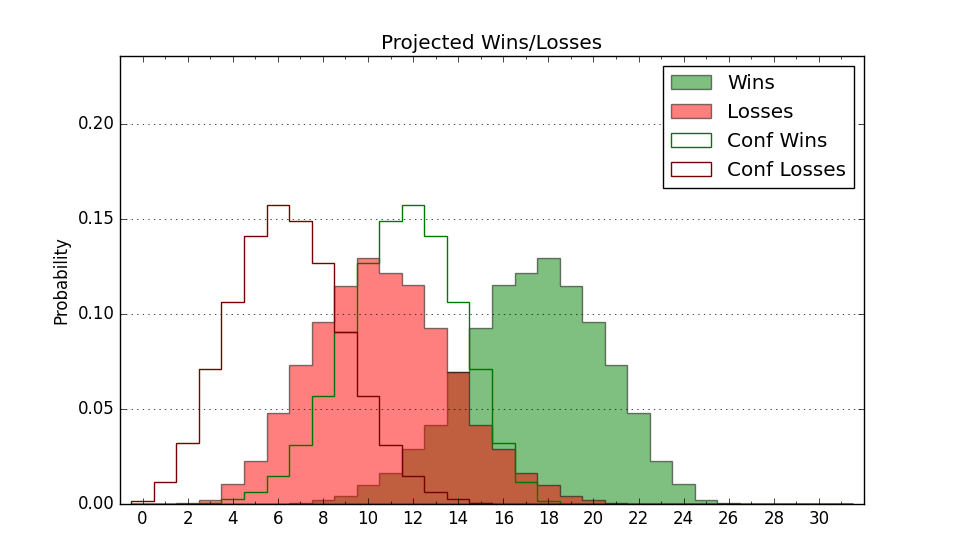 Projected Wins/Losses
Wins
Losses
Conf Wins
Conf Losses
Probability
0.20
0.15
0.10
0.05
0.00
0 2 4 6 8 10 12 14 16 18 20 22 24 26 28 30